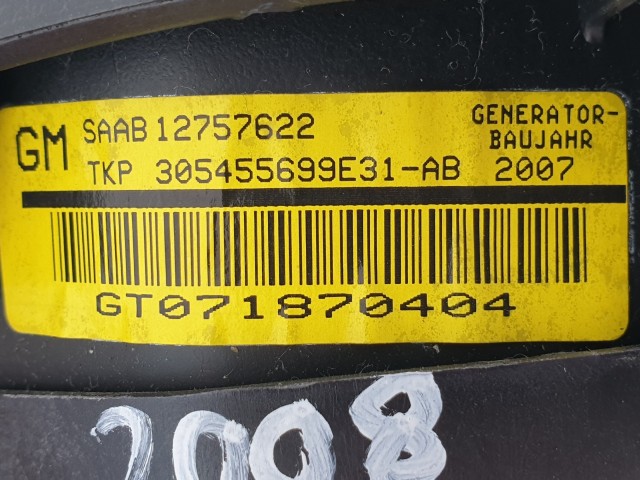 GM SAAB 12757622 GENERATOR-
BAUJAHR
TKP 305455699E31-AB 2007
GT071870404
2008